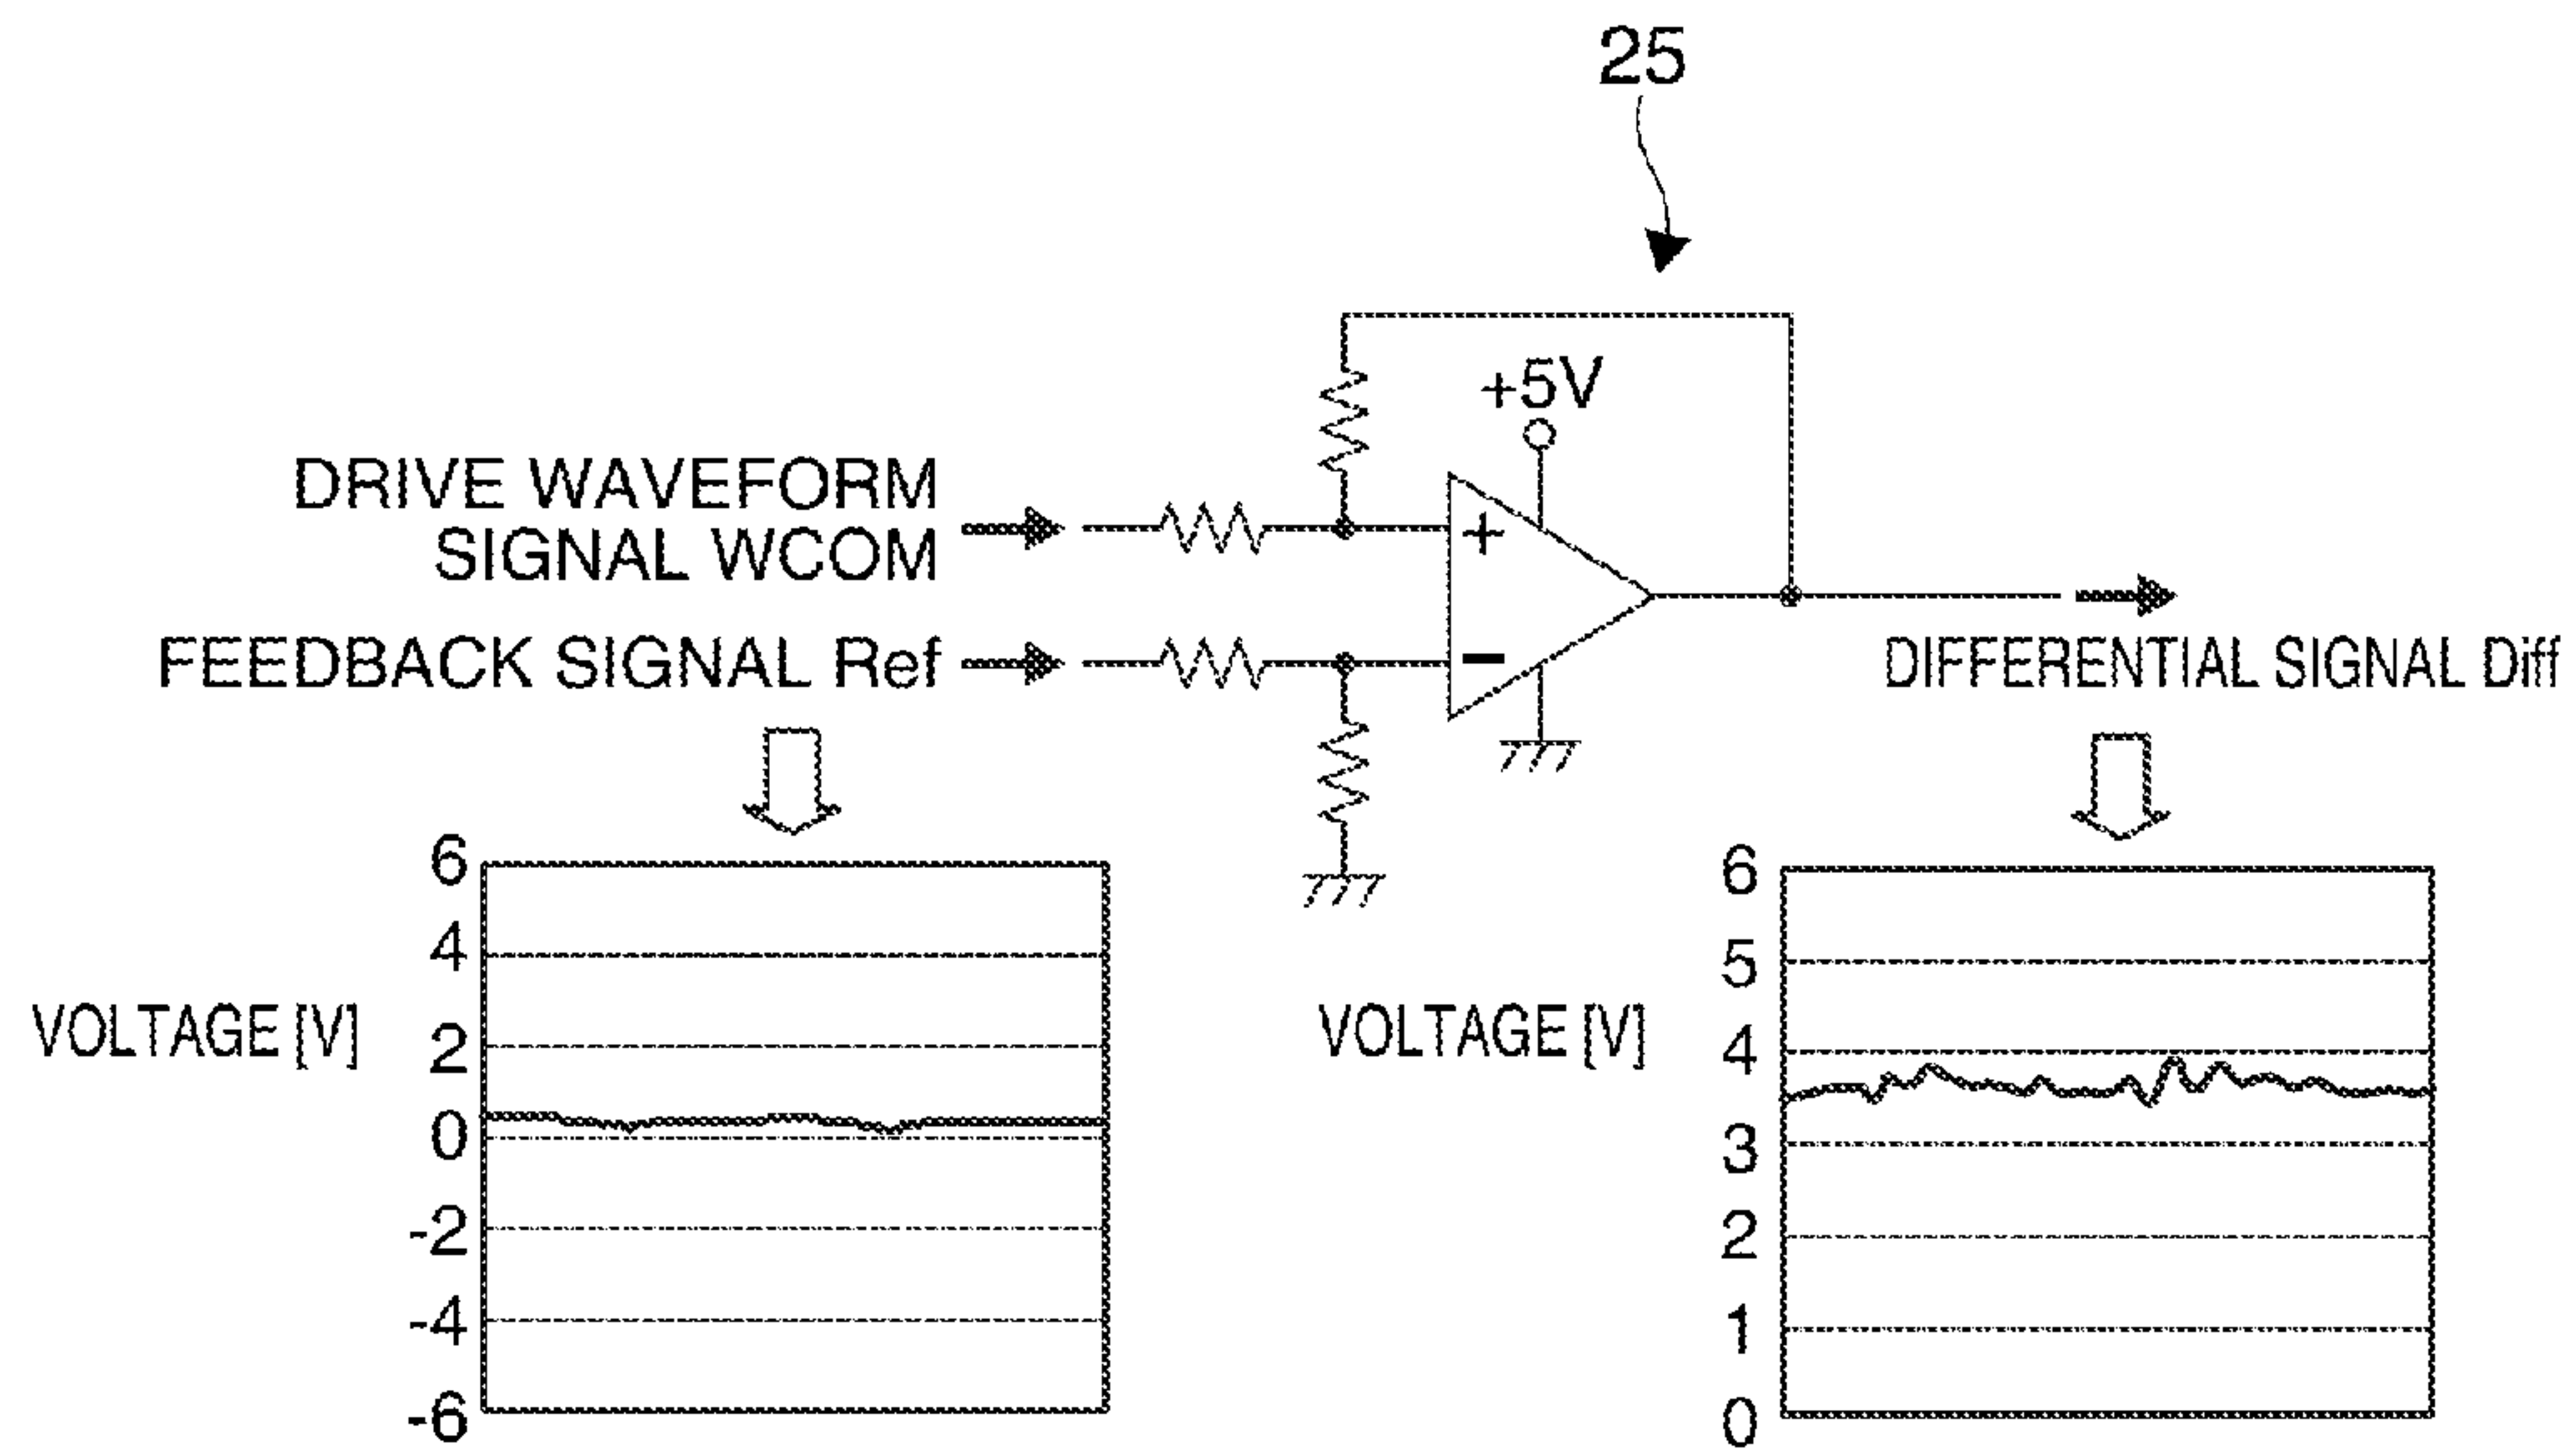 25
+5V
DRIVE WAVEFORM
SIGNAL WCOM
+
FEEDBACK SIGNAL Ref
−
DIFFERENTIAL SIGNAL Diff
VOLTAGE [V]
6
4
2
0
-2
-4
-6
VOLTAGE [V]
6
5
4
3
2
1
0